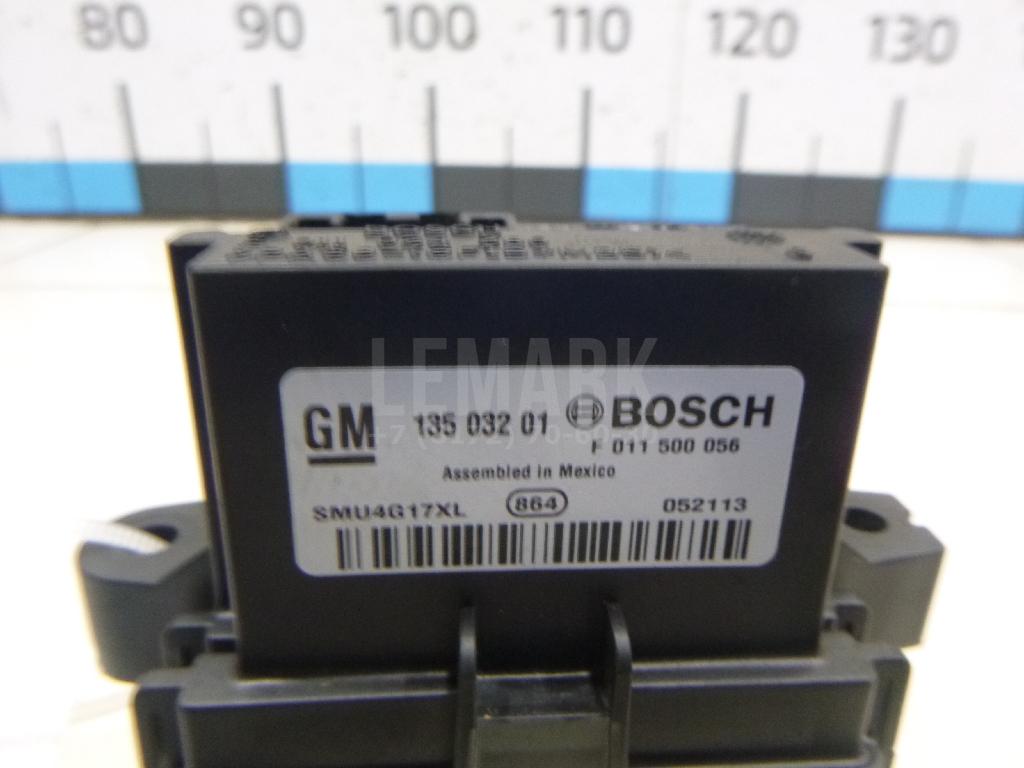 80 90 100 110 120 130
LEMARK
GM 135 032 01 BOSCH
F 011 500 056
Assembled in Mexico
SMU4G17XL 864 052113